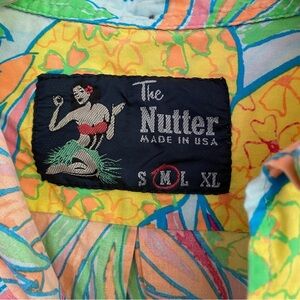 The
Nutter
MADE IN USA
S M L XL